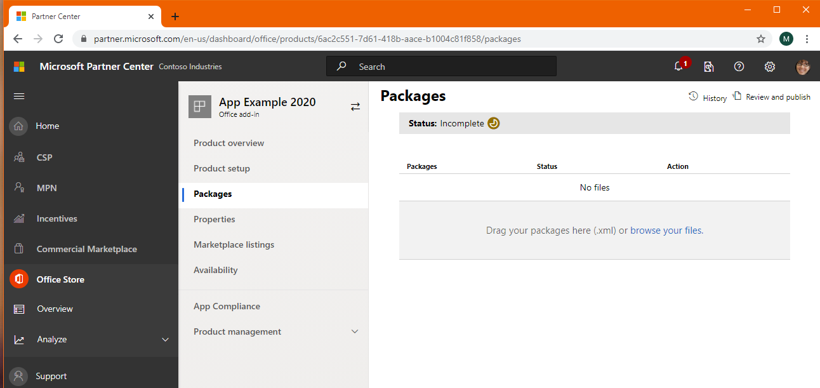 Partner Center
partner.microsoft.com/en-us/dashboard/office/products/6ac2c551-7d61-418b-aace-b1004c81f858/packages
M
Microsoft Partner Center Contoso Industries
Search
1
Home
CSP
MPN
Incentives
Commercial Marketplace
Office Store
Overview
Analyze
Support
App Example 2020
Office add-in
Product overview
Product setup
Packages
Properties
Marketplace listings
Availability
App Compliance
Product management
Packages
History Review and publish
Status: Incomplete
Packages Status Action
No files
Drag your packages here (.xml) or browse your files.